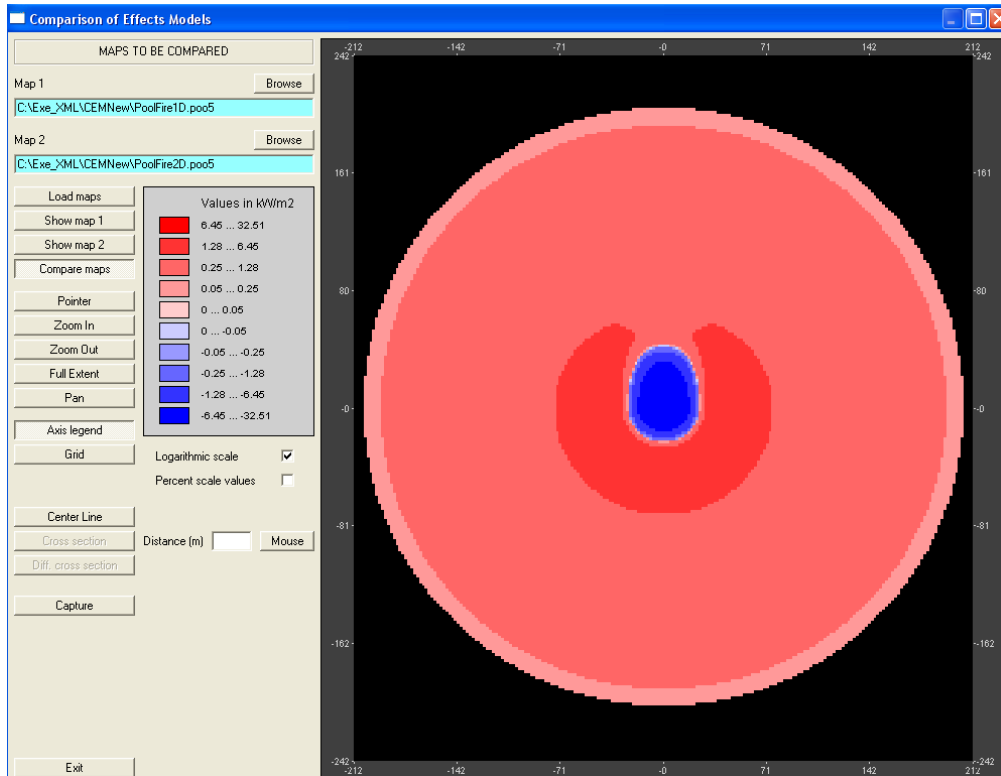 Comparison of Effects Models
MAPS TO BE COMPARED
Map 1
Browse
C:\Exe_XML\CEMNew\PoolFire1D.poo5
Map 2
Browse
C:\Exe_XML\CEMNew\PoolFire2D.poo5
Load maps
Show map 1
Show map 2
Compare maps
Pointer
Zoom In
Zoom Out
Full Extent
Pan
Axis legend
Grid
Values in kW/m2
6.45 ... 32.51
1.28 ... 6.45
0.25 ... 1.28
0.05 ... 0.25
0 ... 0.05
0 ... -0.05
-0.05 ... -0.25
-0.25 ... -1.28
-1.28 ... -6.45
-6.45 ... -32.51
Logarithmic scale
Percent scale values
Center Line
Cross section
Diff. cross section
Distance (m)
Mouse
Capture
Exit
-212 -142 -71 -0 71 142 212
242
161
80
-0
-81
-162
-242
-242
161
-80
-0
-81
-162
-242
-212 -142 -71 -0 71 142 212